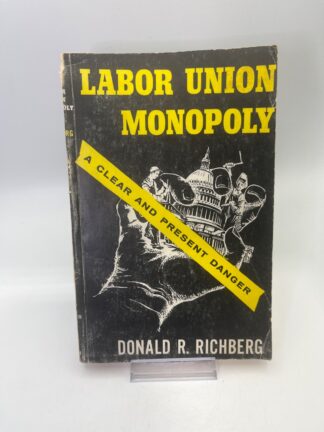 LABOR UNION
MONOPOLY
A CLEAR AND PRESENT DANGER
DONALD R. RICHBERG